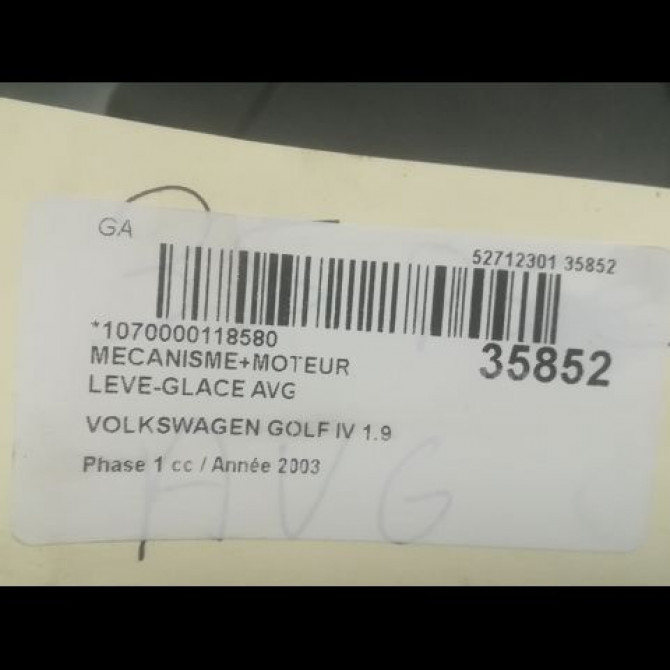 GA
52712301 35852
*1070000118580
35852
MECANISME+MOTEUR
LEVE-GLACE AVG
VOLKSWAGEN GOLF IV 1.9
Phase 1 cc / Année 2003
AVG